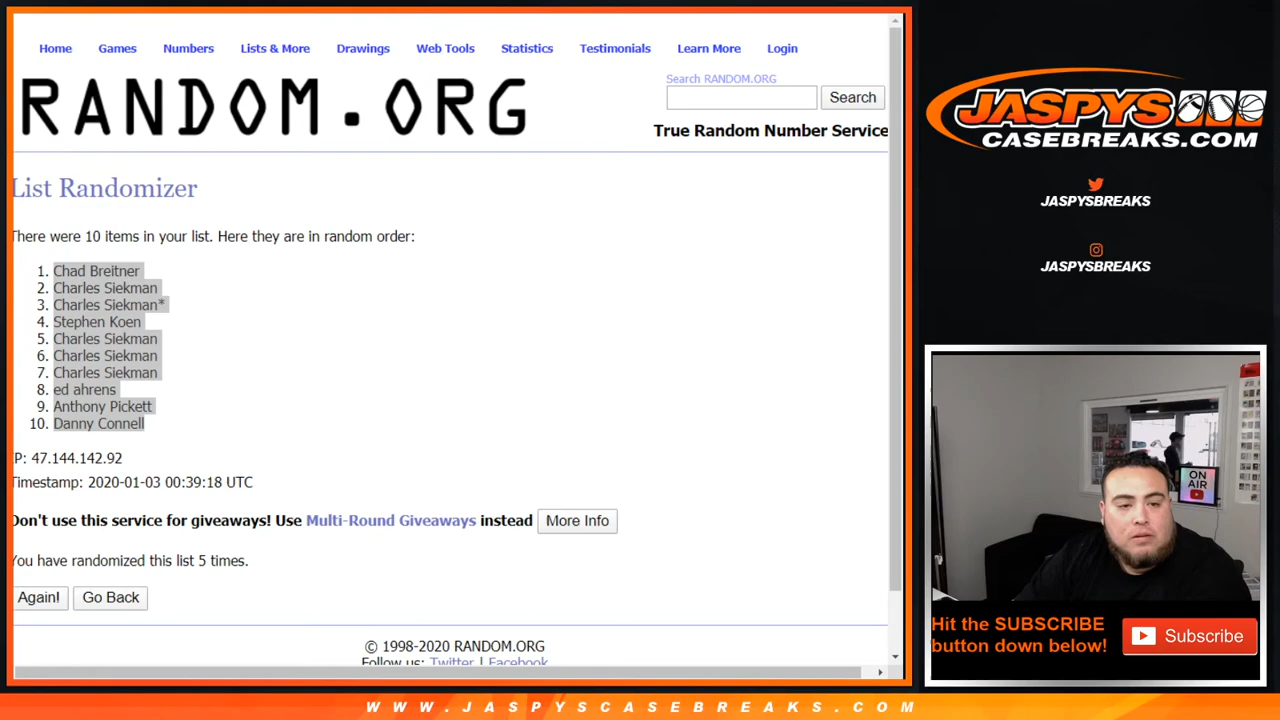 Home Games Numbers Lists & More Drawings Web Tools Statistics Testimonials Learn More Login
RANDOM.ORG
Search RANDOM.ORG
Search
True Random Number Service
List Randomizer
There were 10 items in your list. Here they are in random order:
1. Chad Breitner
2. Charles Siekman
3. Charles Siekman*
4. Stephen Koen
5. Charles Siekman
6. Charles Siekman
7. Charles Siekman
8. ed ahrens
9. Anthony Pickett
10. Danny Connell
IP: 47.144.142.92
Timestamp: 2020-01-03 00:39:18 UTC
Don't use this service for giveaways! Use Multi-Round Giveaways instead More Info
You have randomized this list 5 times.
Again! Go Back
© 1998-2020 RANDOM.ORG
Follow us: Twitter | Facebook
JASPYS
CASEBREAKS.COM
JASPYSBREAKS
JASPYSBREAKS
ON
AIR
Hit the SUBSCRIBE
button down below!
Subscribe
WWW.JASPYSCASEBREAKS.COM